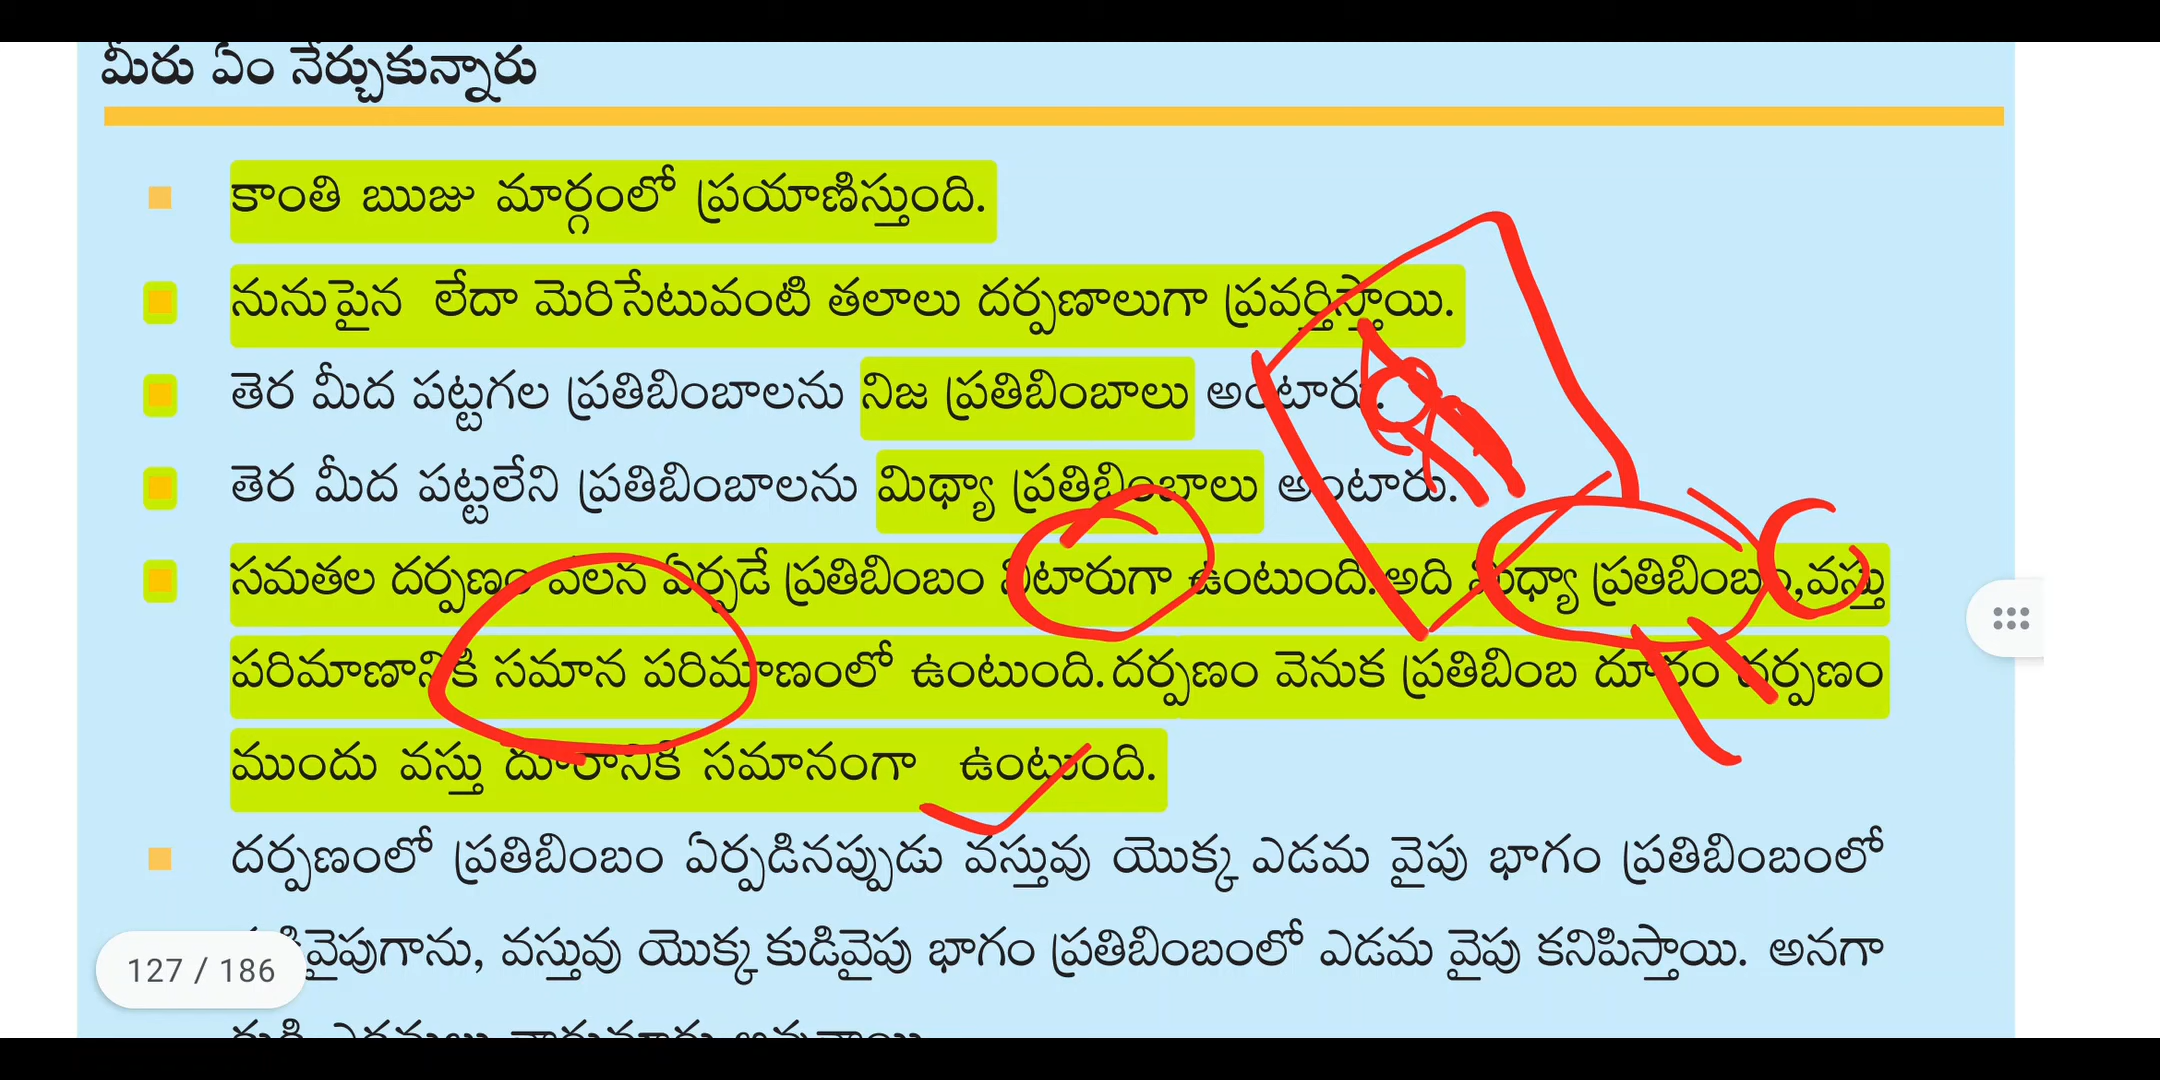 మీరు ఏం నేర్చుకున్నారు
కాంతి ఋజు మార్గంలో ప్రయాణిస్తుంది.
నునుపైన లేదా మెరిసేటువంటి తలాలు దర్పణాలుగా ప్రవర్తిస్తాయి.
తెర మీద పట్టగల ప్రతిబింబాలను నిజ ప్రతిబింబాలు అంటారు.
తెర మీద పట్టలేని ప్రతిబింబాలను మిథ్యా ప్రతిబింబాలు అంటారు.
సమతల దర్పణం వలన ఏర్పడే ప్రతిబింబం నిటారుగా ఉంటుంది.అది మిధ్యా ప్రతిబింబం,వస్తు
పరిమాణానికి సమాన పరిమాణంలో ఉంటుంది.దర్పణం వెనుక ప్రతిబింబ దూరం దర్పణం
ముందు వస్తు దూరానికి సమానంగా ఉంటుంది.
దర్పణంలో ప్రతిబింబం ఏర్పడినప్పుడు వస్తువు యొక్క ఎడమ వైపు భాగం ప్రతిబింబంలో
వస్తువు యొక్క కుడివైపు భాగం ప్రతిబింబంలో ఎడమ వైపు కనిపిస్తాయి. అనగా
127 / 186